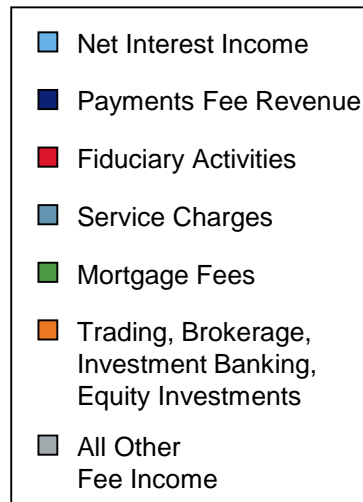 Net Interest Income
Payments Fee Revenue
Fiduciary Activities
Service Charges
Mortgage Fees
Trading, Brokerage,
Investment Banking,
Equity Investments
All Other
Fee Income